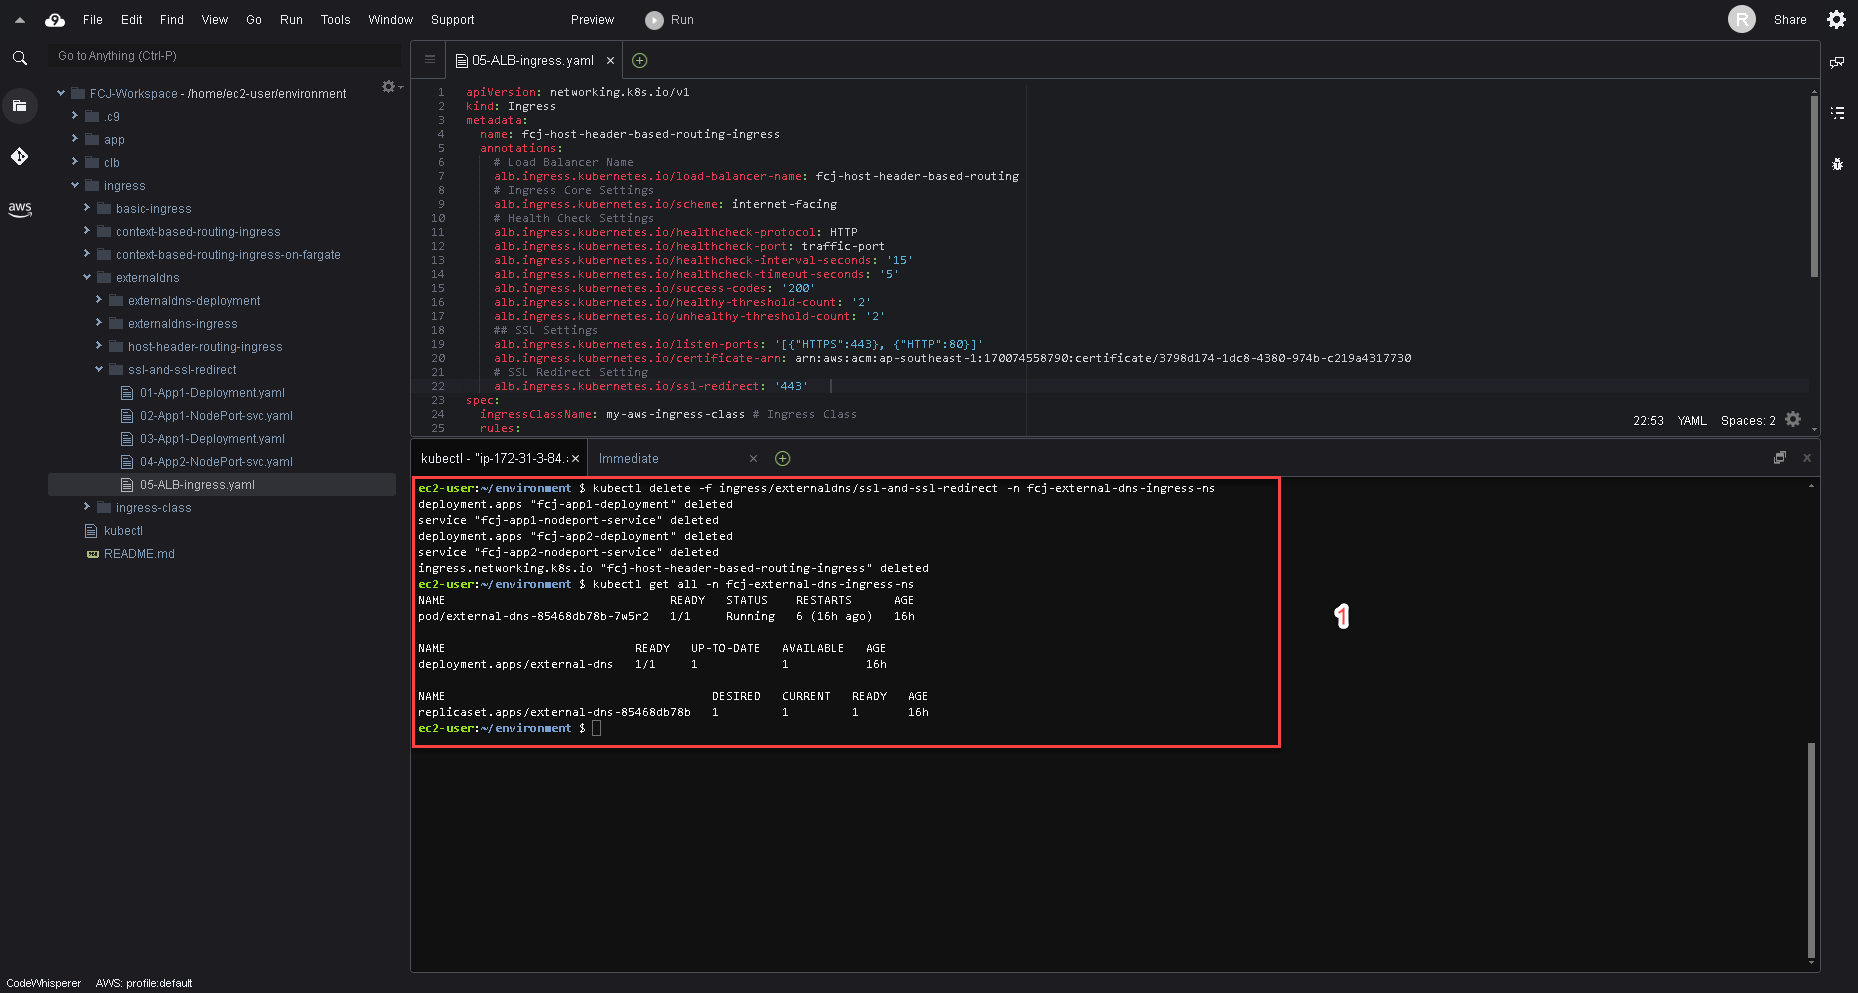 File Edit Find View Go Run Tools Window Support Preview Run R Share
Go to Anything (Ctrl-P)
FCJ-Workspace - /home/ec2-user/environment
.c9
app
clb
ingress
basic-ingress
context-based-routing-ingress
context-based-routing-ingress-on-fargate
externaldns
externaldns-deployment
externaldns-ingress
host-header-routing-ingress
ssl-and-ssl-redirect
01-App1-Deployment.yaml
02-App1-NodePort-svc.yaml
03-App1-Deployment.yaml
04-App2-NodePort-svc.yaml
05-ALB-ingress.yaml
ingress-class
kubectl
README.md
aws
05-ALB-ingress.yaml
1 apiVersion: networking.k8s.io/v1
2 kind: Ingress
3 metadata:
4 name: fcj-host-header-based-routing-ingress
5 annotations:
6 # Load Balancer Name
7 alb.ingress.kubernetes.io/load-balancer-name: fcj-host-header-based-routing
8 # Ingress Core Settings
9 alb.ingress.kubernetes.io/scheme: internet-facing
10 # Health Check Settings
11 alb.ingress.kubernetes.io/healthcheck-protocol: HTTP
12 alb.ingress.kubernetes.io/healthcheck-port: traffic-port
13 alb.ingress.kubernetes.io/healthcheck-interval-seconds: '15'
14 alb.ingress.kubernetes.io/healthcheck-timeout-seconds: '5'
15 alb.ingress.kubernetes.io/success-codes: '200'
16 alb.ingress.kubernetes.io/healthy-threshold-count: '2'
17 alb.ingress.kubernetes.io/unhealthy-threshold-count: '2'
18 ## SSL Settings
19 alb.ingress.kubernetes.io/listen-ports: '[{"HTTPS":443}, {"HTTP":80}]'
20 alb.ingress.kubernetes.io/certificate-arn: arn:aws:acm:ap-southeast-1:170074558790:certificate/3798d174-1dc8-4380-974b-c219a4317730
21 # SSL Redirect Setting
22 alb.ingress.kubernetes.io/ssl-redirect: '443'
23 spec:
24 ingressClassName: my-aws-ingress-class # Ingress Class
25 rules:
22:53 YAML Spaces: 2
kubectl - "ip-172-31-3-84. Immediate
ec2-user:~/environment $ kubectl delete -f ingress/externaldns/ssl-and-ssl-redirect -n fcj-external-dns-ingress-ns
deployment.apps "fcj-app1-deployment" deleted
service "fcj-app1-nodeport-service" deleted
deployment.apps "fcj-app2-deployment" deleted
service "fcj-app2-nodeport-service" deleted
ingress.networking.k8s.io "fcj-host-header-based-routing-ingress" deleted
ec2-user:~/environment $ kubectl get all -n fcj-external-dns-ingress-ns
NAME READY STATUS RESTARTS AGE
pod/external-dns-85468db78b-7w5r2 1/1 Running 6 (16h ago) 16h
NAME READY UP-TO-DATE AVAILABLE AGE
deployment.apps/external-dns 1/1 1 1 16h
NAME DESIRED CURRENT READY AGE
replicaset.apps/external-dns-85468db78b 1 1 1 16h
ec2-user:~/environment $
1
CodeWhisperer AWS: profile:default